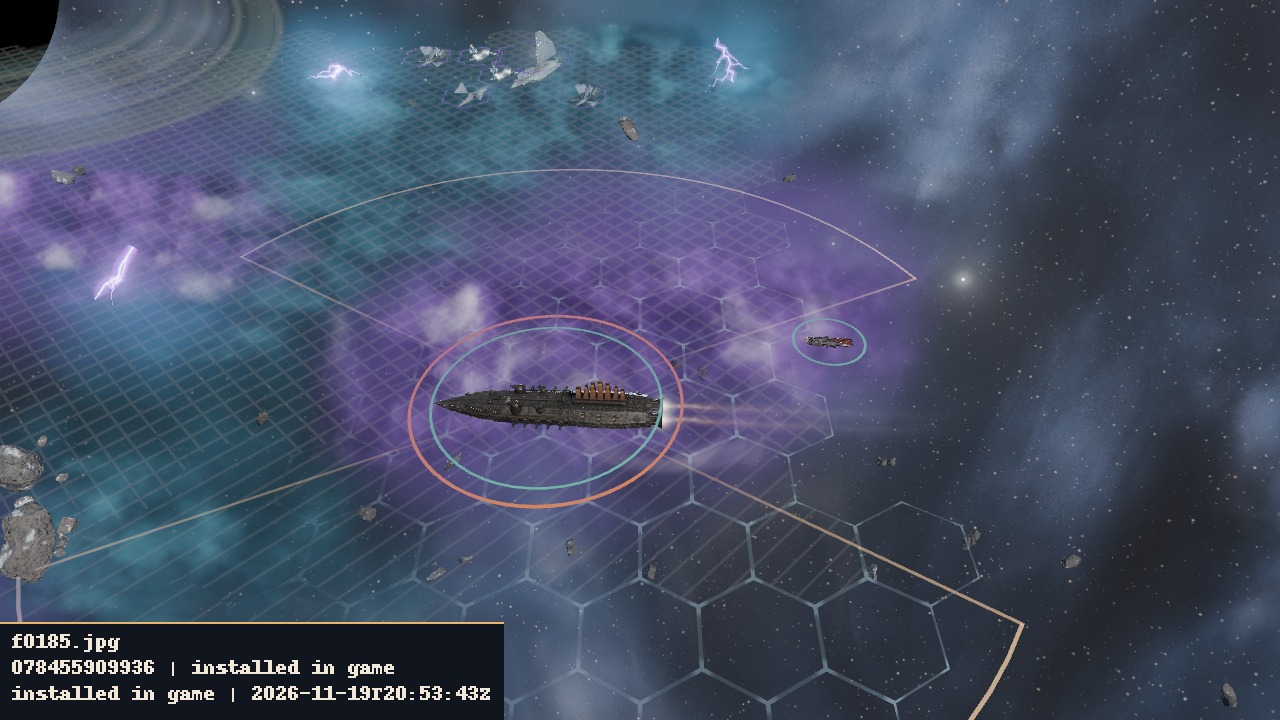 f0185.jpg
078455909936 | installed in game
installed in game | 2026-11-19T20:53:43Z